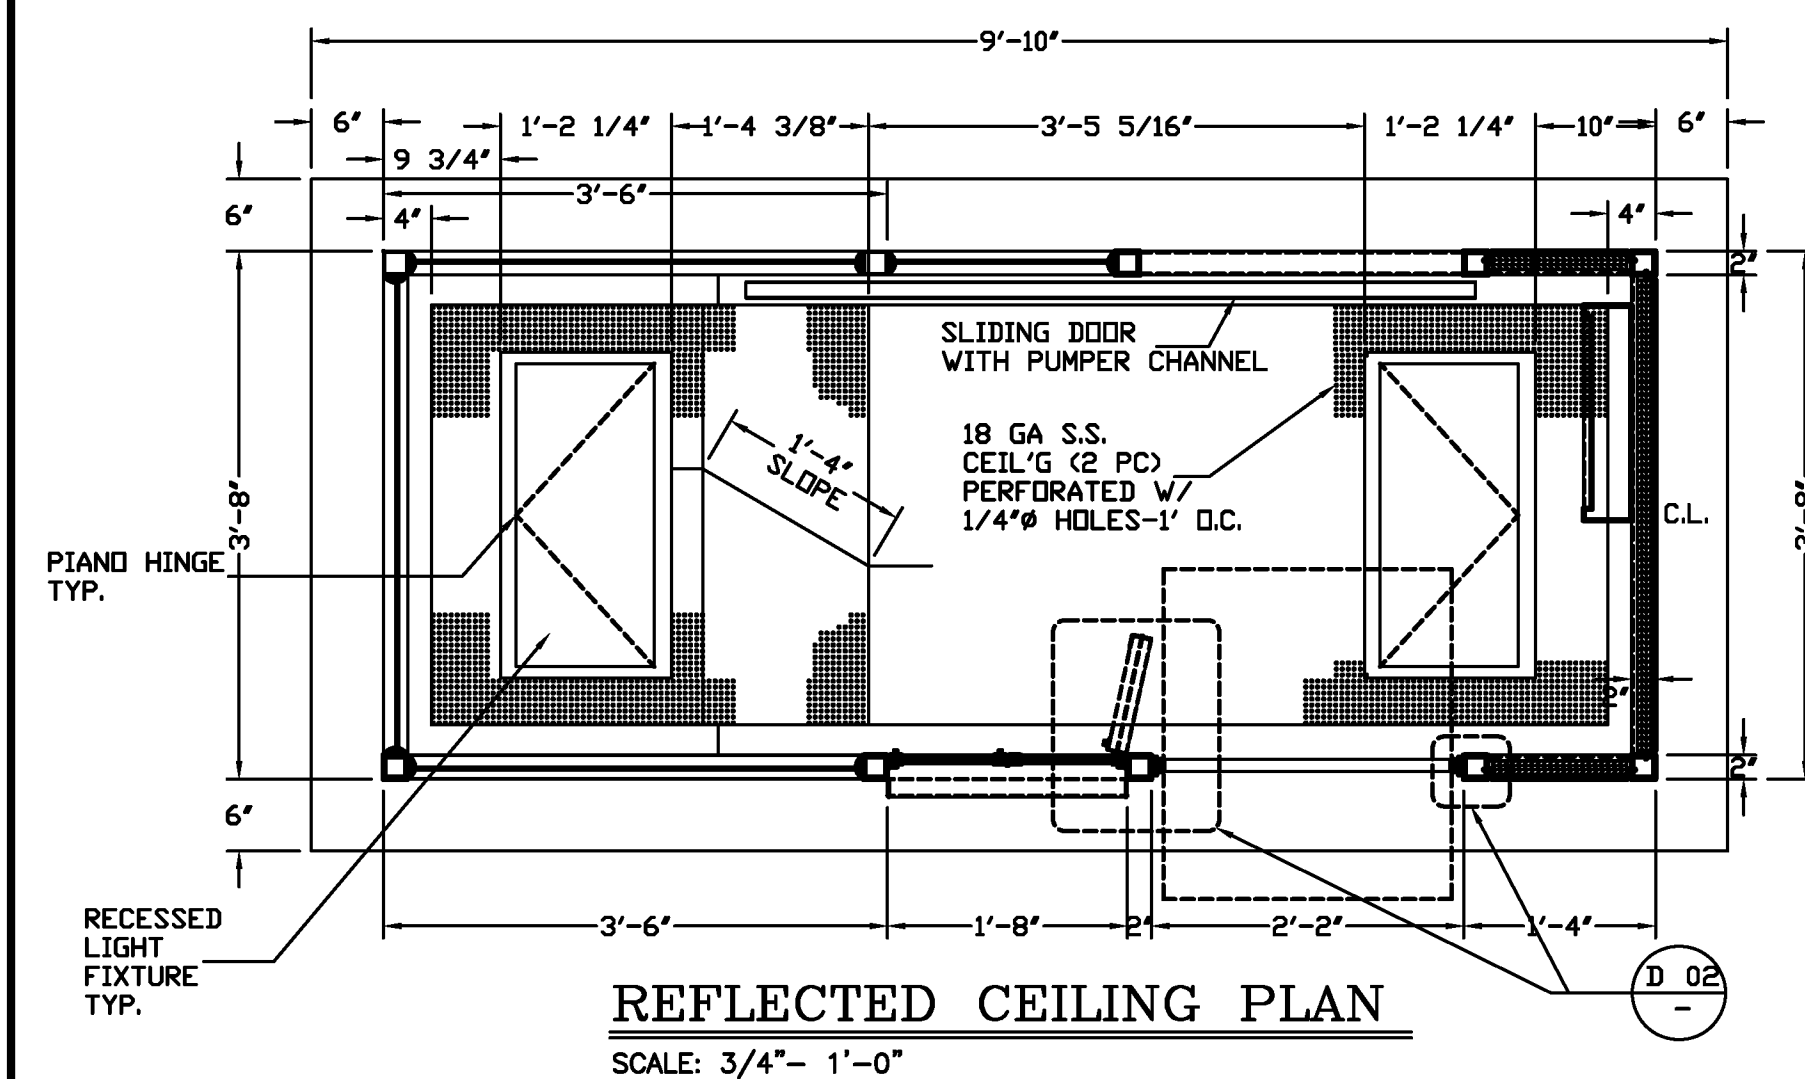 9'-10"
6"
1'-2 1/4"
1'-4 3/8"
3'-5 5/16"
1'-2 1/4"
10"
6"
9 3/4"
3'-6"
6"
4"
4"
2"
SLIDING DOOR
WITH PUMPER CHANNEL
18 GA S.S.
CEIL'G (2 PC)
PERFORATED W/
1/4"Ø HOLES-1' O.C.
1'-4"
SLOPE
3'-8"
C.L.
PIANO HINGE
TYP.
2"
6"
RECESSED
LIGHT
FIXTURE
TYP.
3'-6"
1'-8"
2"
2'-2"
1'-4"
D 02
-
REFLECTED CEILING PLAN
SCALE: 3/4"- 1'-0"